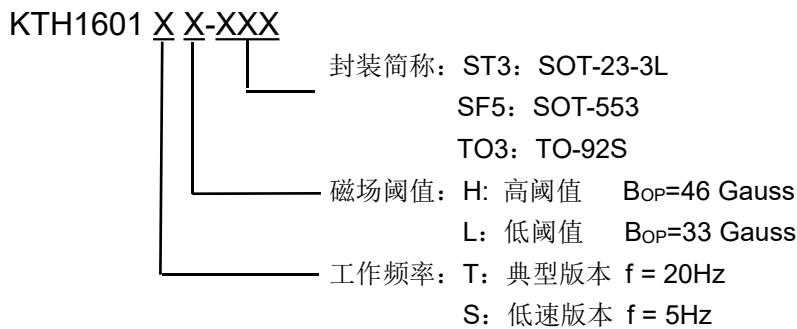 KTH1601 X X-XXX
封装简称：ST3：SOT-23-3L
SF5：SOT-553
TO3：TO-92S
磁场阈值：H: 高阈值 BOP=46 Gauss
L：低阈值 BOP=33 Gauss
工作频率：T：典型版本 f = 20Hz
S：低速版本 f = 5Hz